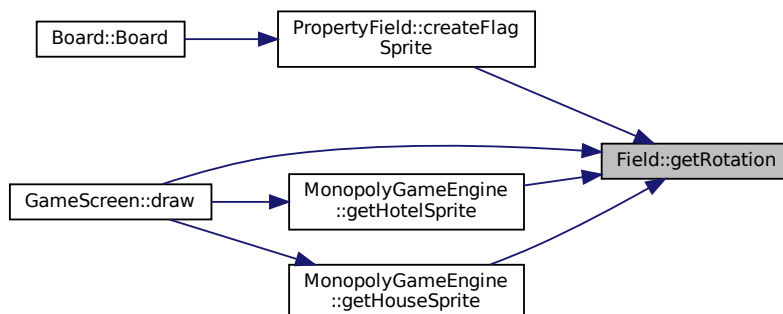 Board::Board
PropertyField::createFlag
Sprite
Field::getRotation
GameScreen::draw
MonopolyGameEngine
::getHotelSprite
MonopolyGameEngine
::getHouseSprite